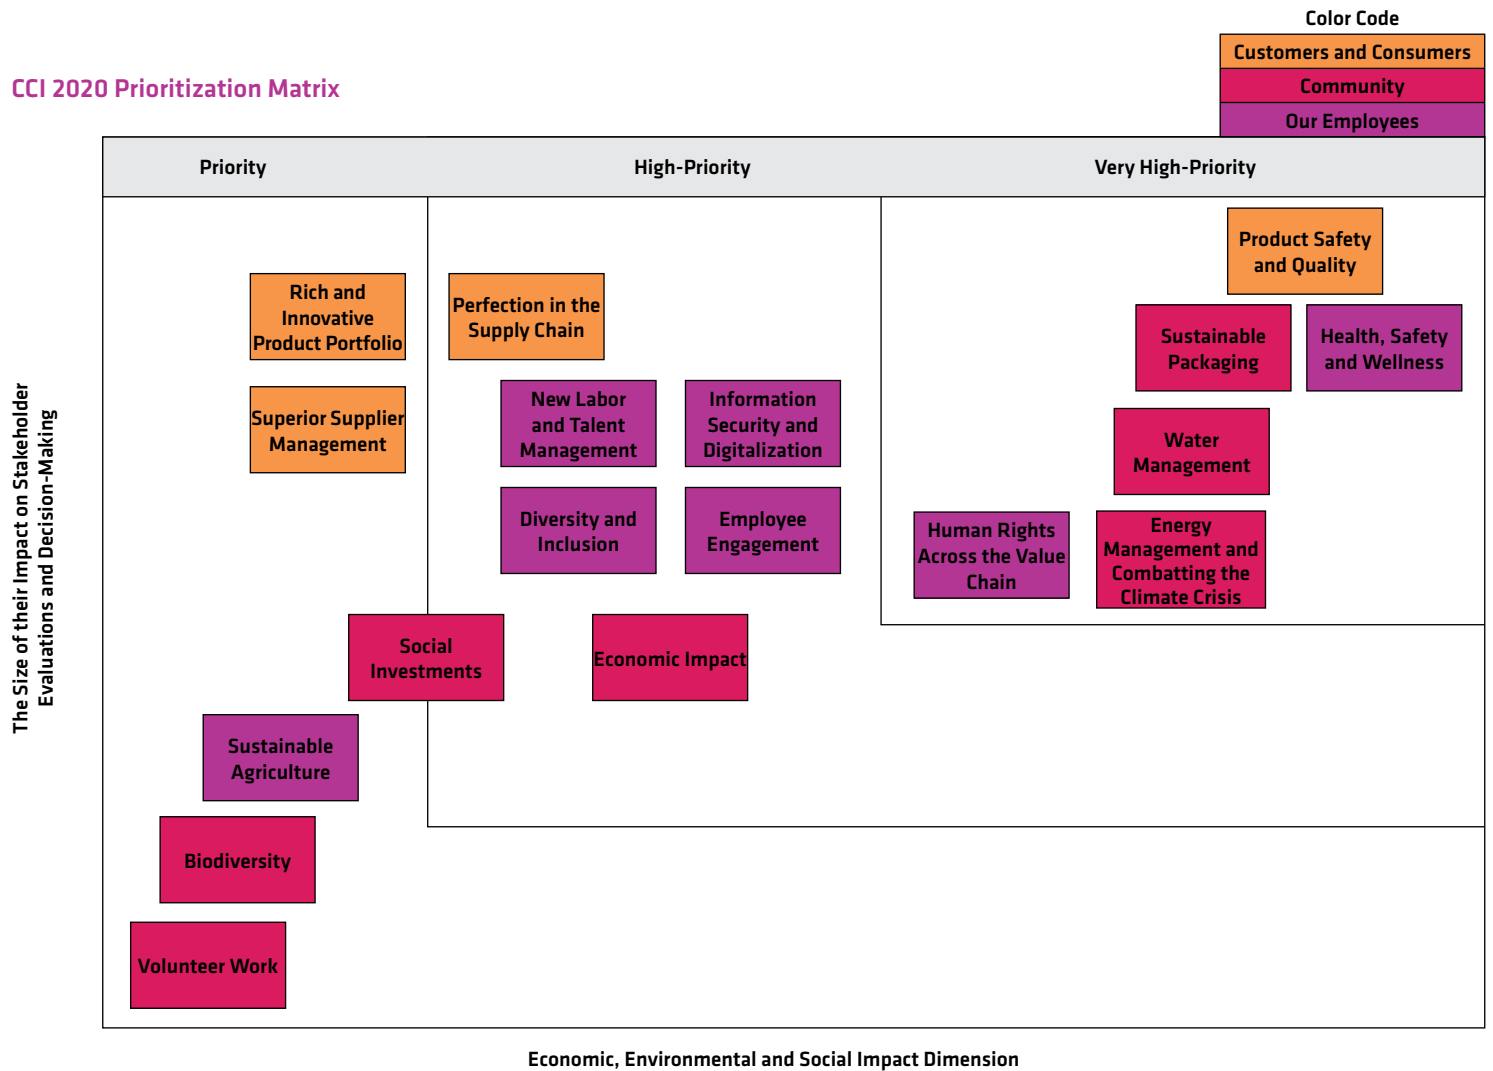 Color Code
Customers and Consumers
Community
Our Employees
CCI 2020 Prioritization Matrix
Priority
High-Priority
Very High-Priority
The Size of their Impact on Stakeholder
Evaluations and Decision-Making
Rich and
Innovative
Product Portfolio
Superior Supplier
Management
Perfection in the
Supply Chain
New Labor
and Talent
Management
Information
Security and
Digitalization
Diversity and
Inclusion
Employee
Engagement
Social
Investments
Economic Impact
Sustainable
Agriculture
Biodiversity
Volunteer Work
Product Safety
and Quality
Sustainable
Packaging
Health, Safety
and Wellness
Water
Management
Human Rights
Across the Value
Chain
Energy
Management and
Combatting the
Climate Crisis
Economic, Environmental and Social Impact Dimension